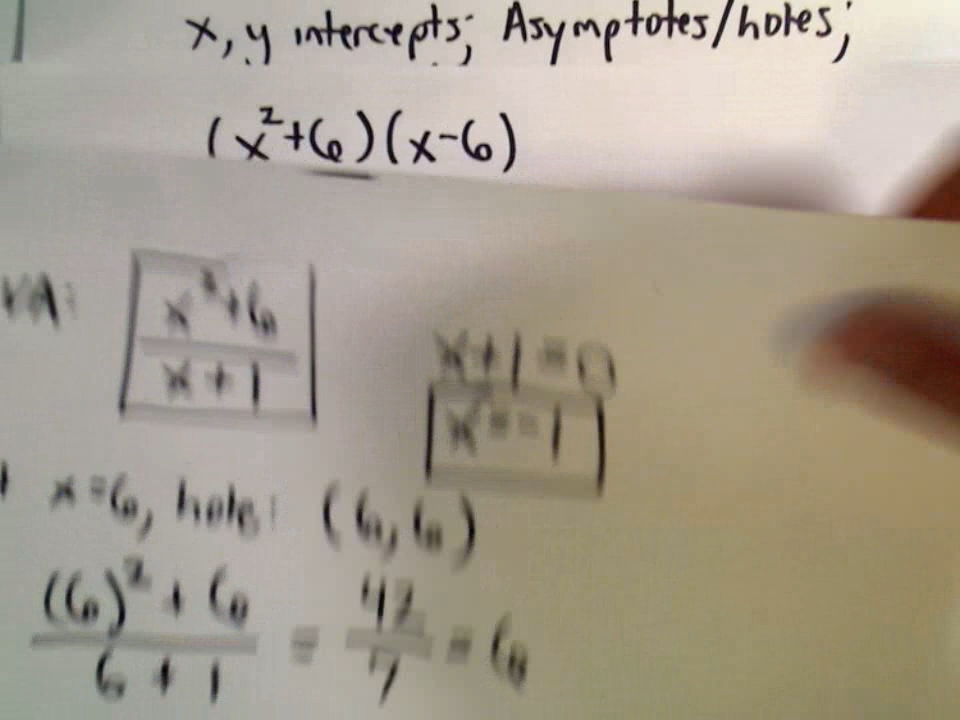 x, y intercepts; Asymptotes/holes;
(x²+6)(x-6)
VA: x²+6
x+1
x+1=0
x=-1
x=6, hole: (6,6)
(6)²+6 / 6+1 = 42/7 = 6